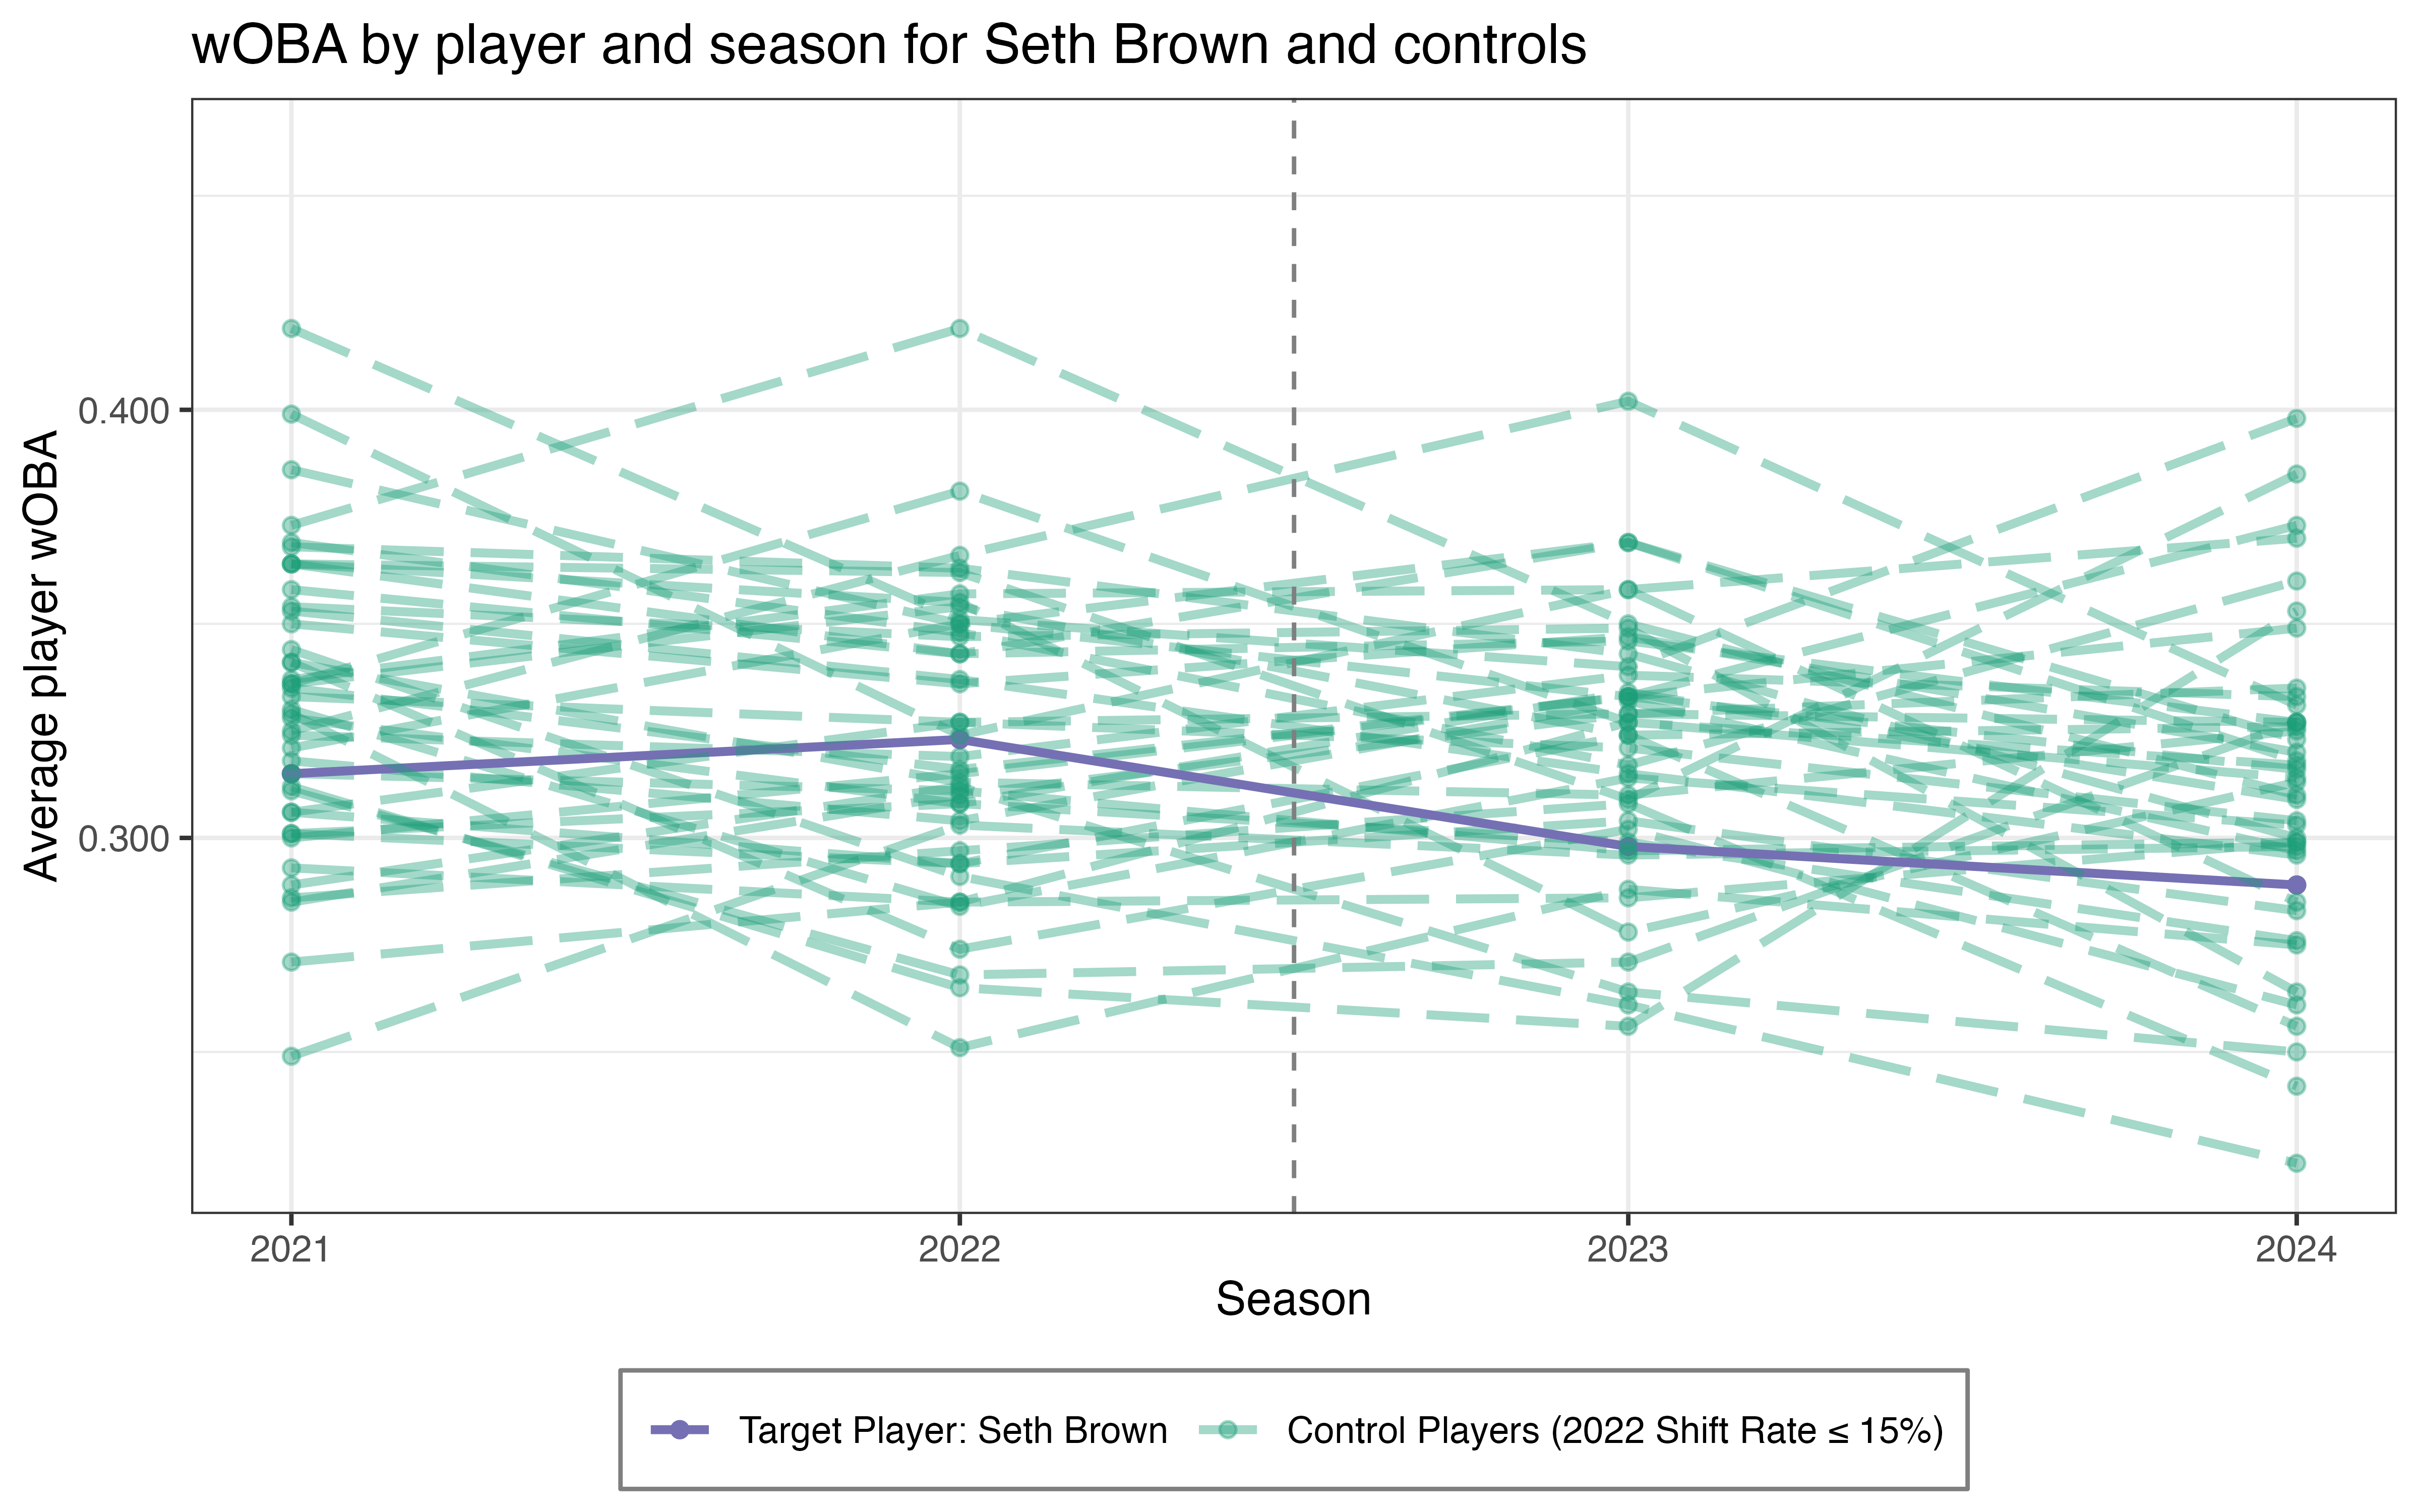 wOBA by player and season for Seth Brown and controls
Average player wOBA
0.400
0.300
2021 2022 2023 2024
Season
Target Player: Seth Brown Control Players (2022 Shift Rate ≤ 15%)